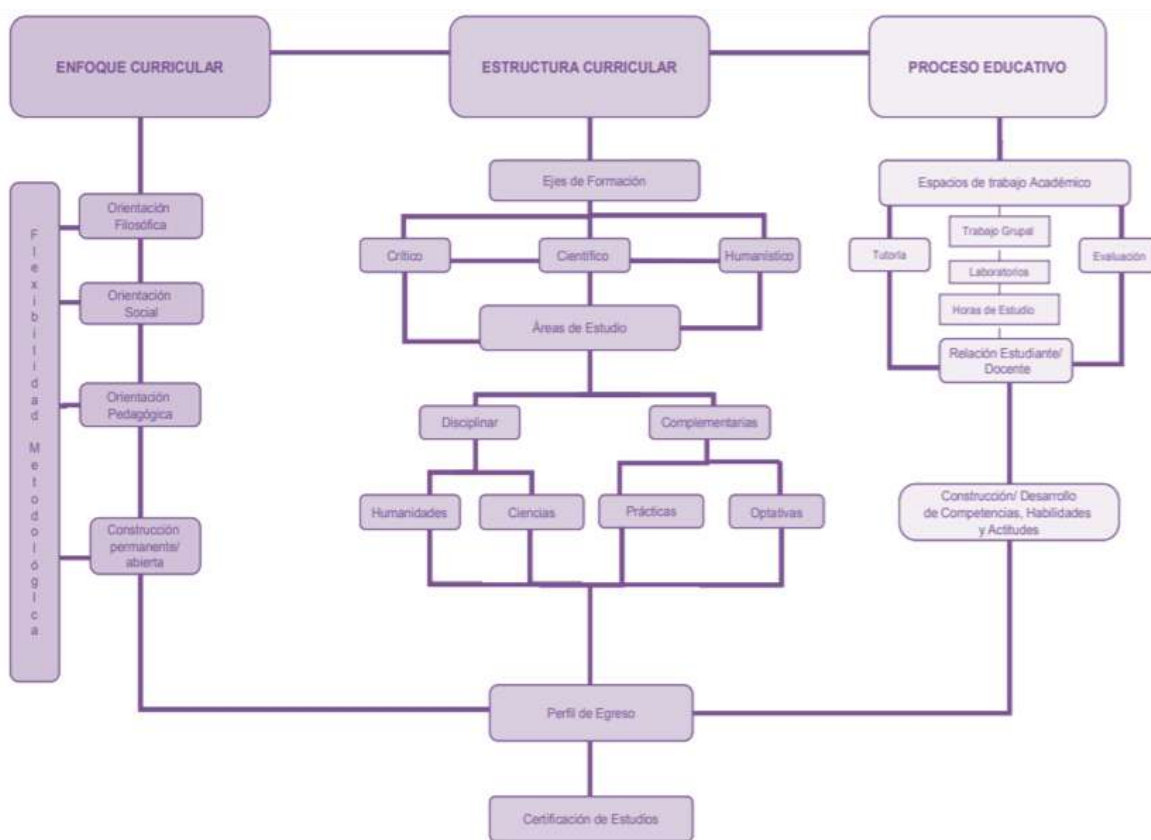 ENFOQUE CURRICULAR
ESTRUCTURA CURRICULAR
PROCESO EDUCATIVO
Flexibilidad Metodológica
Orientación
Filosófica
Orientación
Social
Orientación
Pedagógica
Construcción
permanente/
abierta
Ejes de Formación
Crítico
Científico
Humanístico
Áreas de Estudio
Disciplinar
Complementarias
Humanidades
Ciencias
Prácticas
Optativas
Espacios de trabajo Académico
Tutoría
Trabajo Grupal
Laboratorios
Horas de Estudio
Evaluación
Relación Estudiante/
Docente
Construcción/ Desarrollo
de Competencias, Habilidades
y Actitudes
Perfil de Egreso
Certificación de Estudios